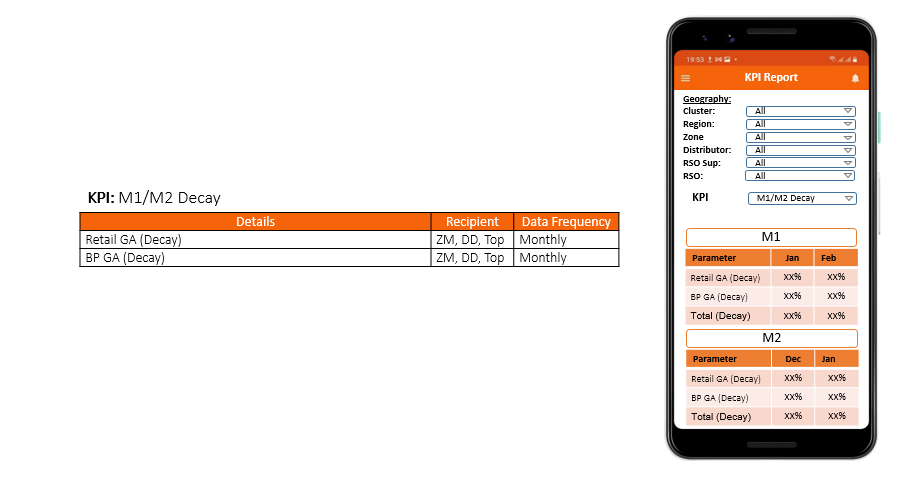 KPI: M1/M2 Decay
Details Recipient Data Frequency
Retail GA (Decay) ZM, DD, Top Monthly
BP GA (Decay) ZM, DD, Top Monthly
19:53
KPI Report
Geography:
Cluster: All
Region: All
Zone All
Distributor: All
RSO Sup: All
RSO: All
KPI M1/M2 Decay
M1
Parameter Jan Feb
Retail GA (Decay) xx% xx%
BP GA (Decay) xx% xx%
Total (Decay) xx% xx%
M2
Parameter Dec Jan
Retail GA (Decay) xx% xx%
BP GA (Decay) xx% xx%
Total (Decay) xx% xx%